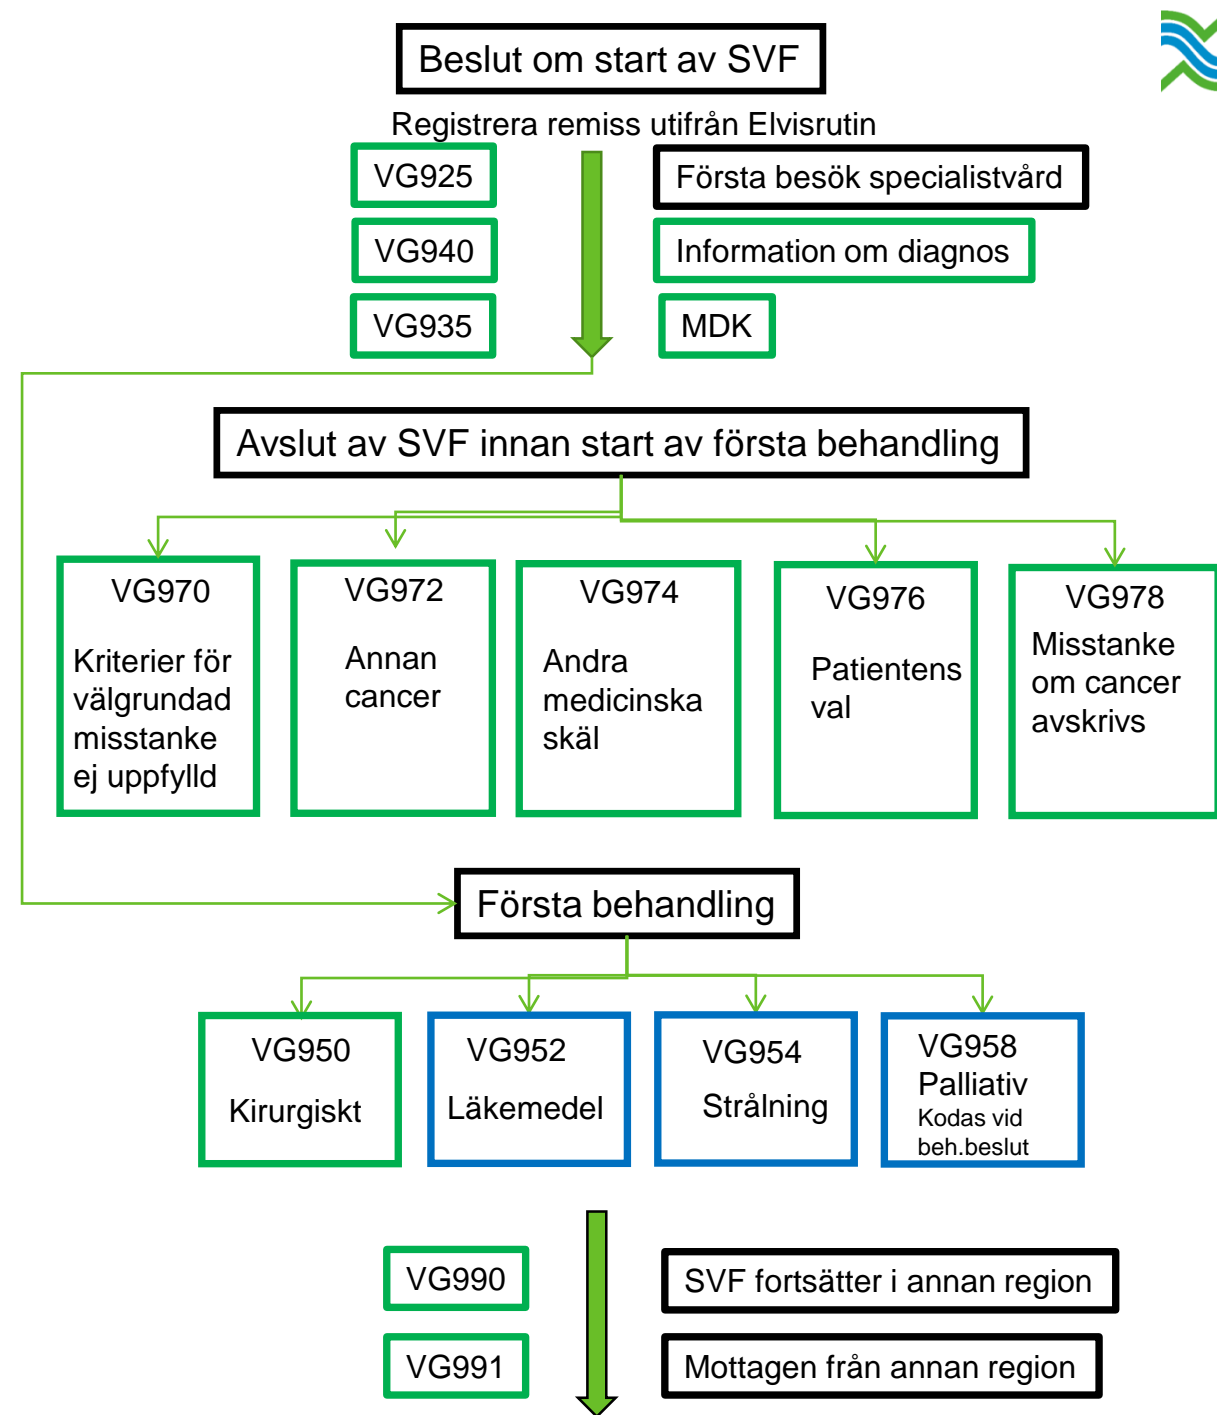 Beslut om start av SVF
Registrera remiss utifrån Elvisrutin
VG925
Första besök specialistvård
VG940
Information om diagnos
VG935
MDK
Avslut av SVF innan start av första behandling
VG970
Kriterier för
välgrundad
misstanke
ej uppfylld
VG972
Annan
cancer
VG974
Andra
medicinska
skäl
VG976
Patientens
val
VG978
Misstanke
om cancer
avskrivs
Första behandling
VG950
Kirurgiskt
VG952
Läkemedel
VG954
Strålning
VG958
Palliativ
Kodas vid
beh.beslut
VG990
SVF fortsätter i annan region
VG991
Mottagen från annan region